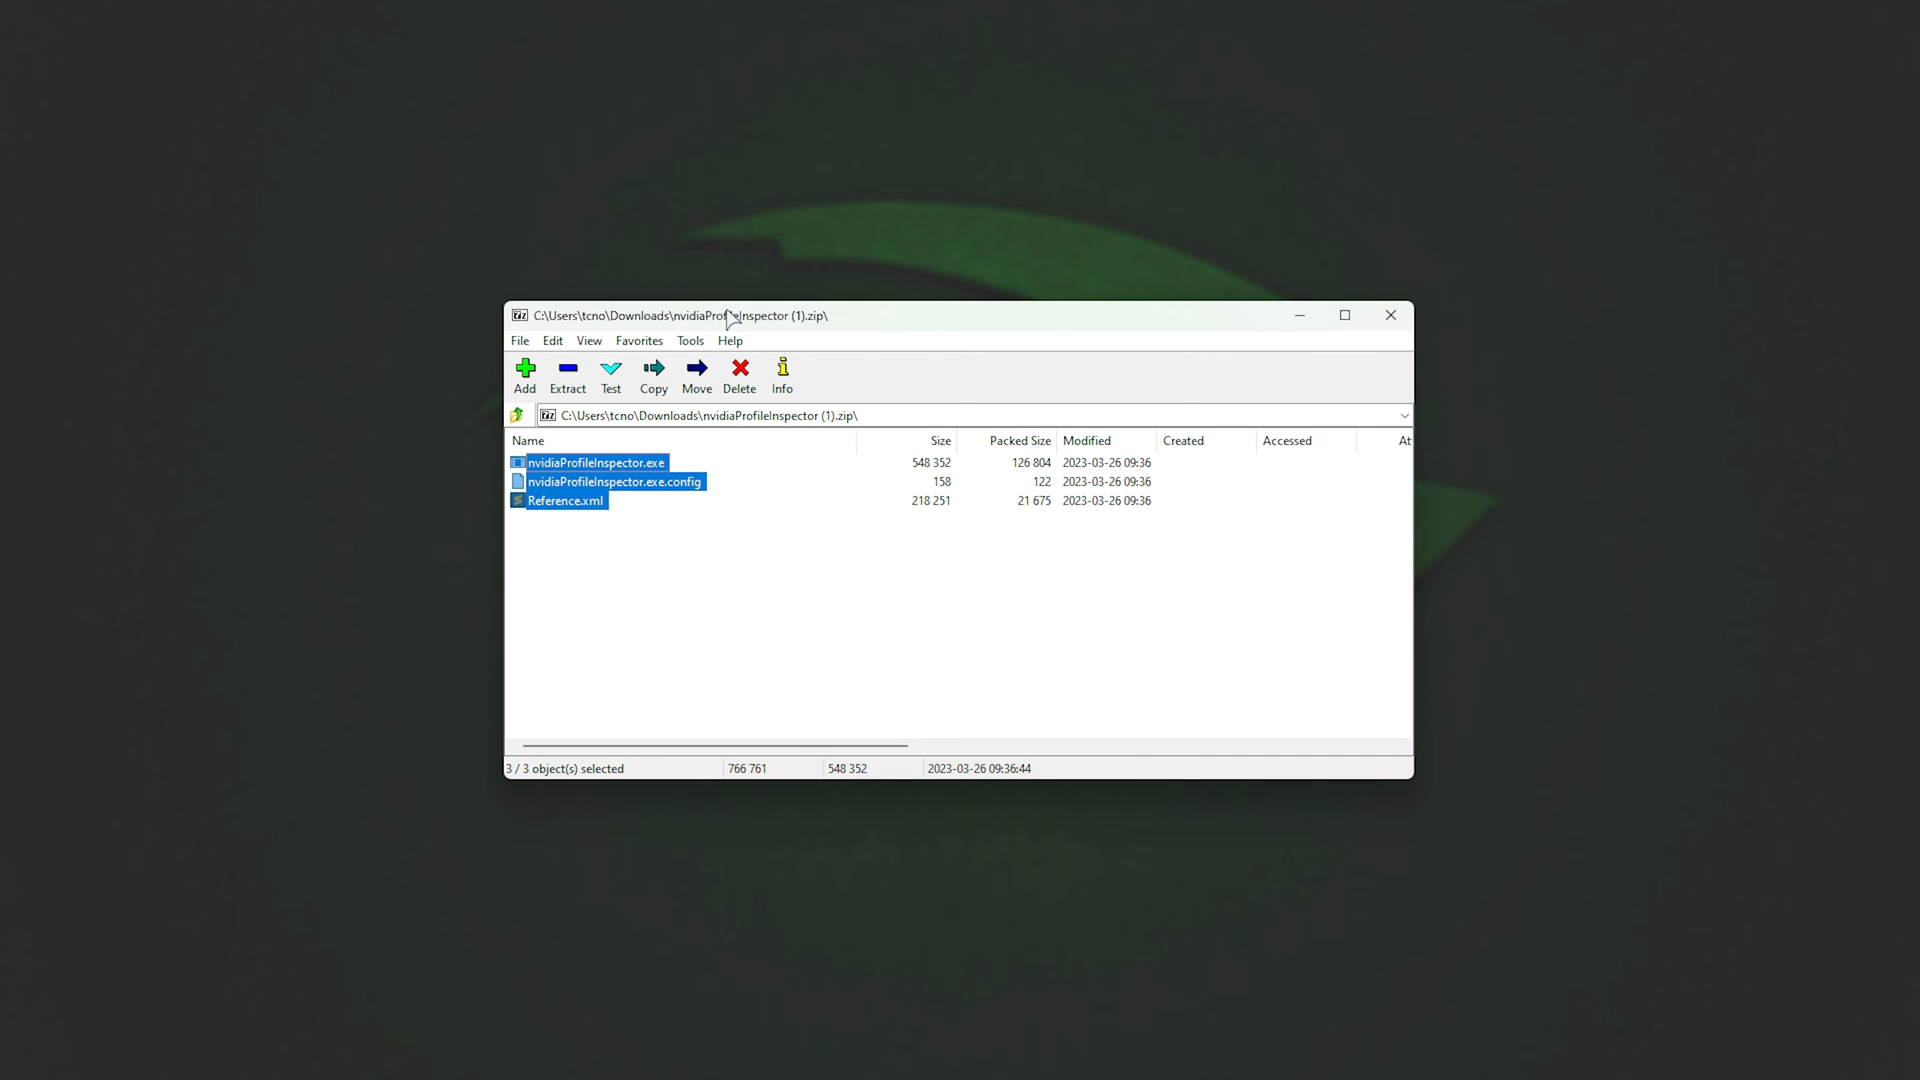 C:\Users\tcno\Downloads\nvidiaProfileInspector (1).zip\
File Edit View Favorites Tools Help
Add Extract Test Copy Move Delete Info
C:\Users\tcno\Downloads\nvidiaProfileInspector (1).zip\
Name Size Packed Size Modified Created Accessed At
nvidiaProfileInspector.exe 548 352 126 804 2023-03-26 09:36
nvidiaProfileInspector.exe.config 158 122 2023-03-26 09:36
Reference.xml 218 251 21 675 2023-03-26 09:36
3 / 3 object(s) selected 766 761 548 352 2023-03-26 09:36:44